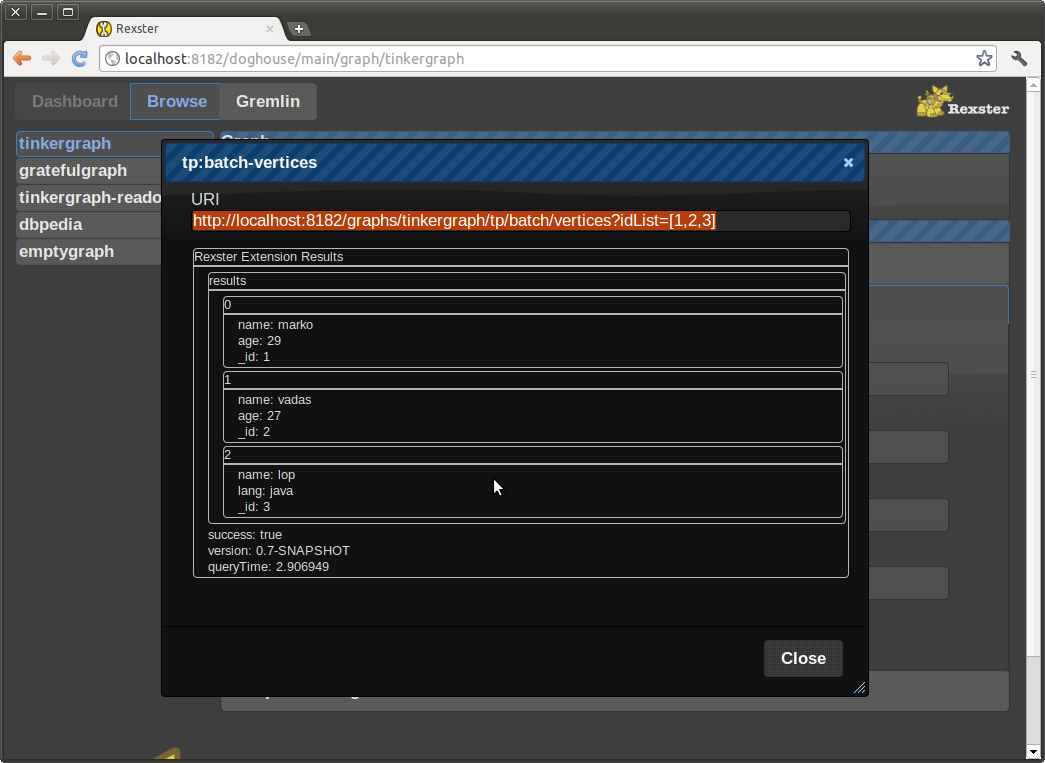 Rexster
localhost:8182/doghouse/main/graph/tinkergraph
Dashboard Browse Gremlin
Rexster
tinkergraph
gratefulgraph
tinkergraph-reado
dbpedia
emptygraph
Graph
tp:batch-vertices
URI
http://localhost:8182/graphs/tinkergraph/tp/batch/vertices?idList=[1,2,3]
Rexster Extension Results
results
0
name: marko
age: 29
_id: 1
1
name: vadas
age: 27
_id: 2
2
name: lop
lang: java
_id: 3
success: true
version: 0.7-SNAPSHOT
queryTime: 2.906949
Close